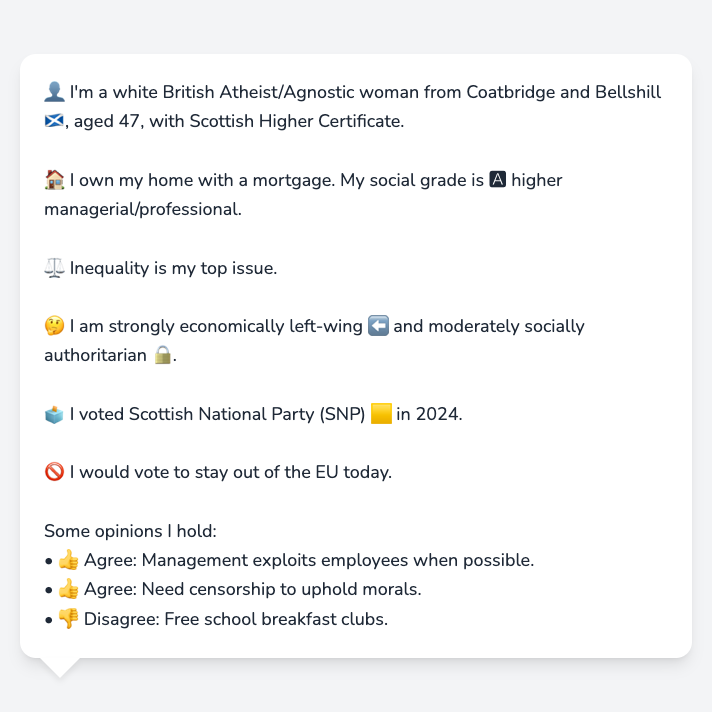 👤 I'm a white British Atheist/Agnostic woman from Coatbridge and Bellshill
🏴󠁧󠁢󠁳󠁣󠁴󠁿, aged 47, with Scottish Higher Certificate.
🏠 I own my home with a mortgage. My social grade is 🅰 higher
managerial/professional.
⚖️ Inequality is my top issue.
🤔 I am strongly economically left-wing ⬅️ and moderately socially
authoritarian 🔒.
🗳️ I voted Scottish National Party (SNP) 🟨 in 2024.
🚫 I would vote to stay out of the EU today.
Some opinions I hold:
• 👍 Agree: Management exploits employees when possible.
• 👍 Agree: Need censorship to uphold morals.
• 👎 Disagree: Free school breakfast clubs.